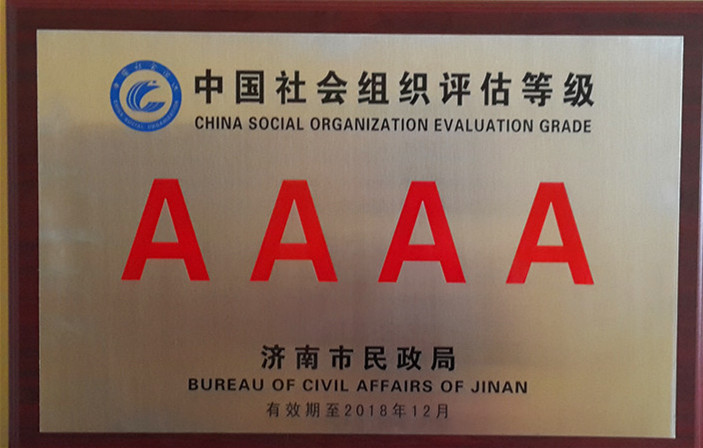 中国社会组织评估等级
CHINA SOCIAL ORGANIZATION EVALUATION GRADE
AAAA
济南市民政局
BUREAU OF CIVIL AFFAIRS OF JINAN
有效期至2018年12月